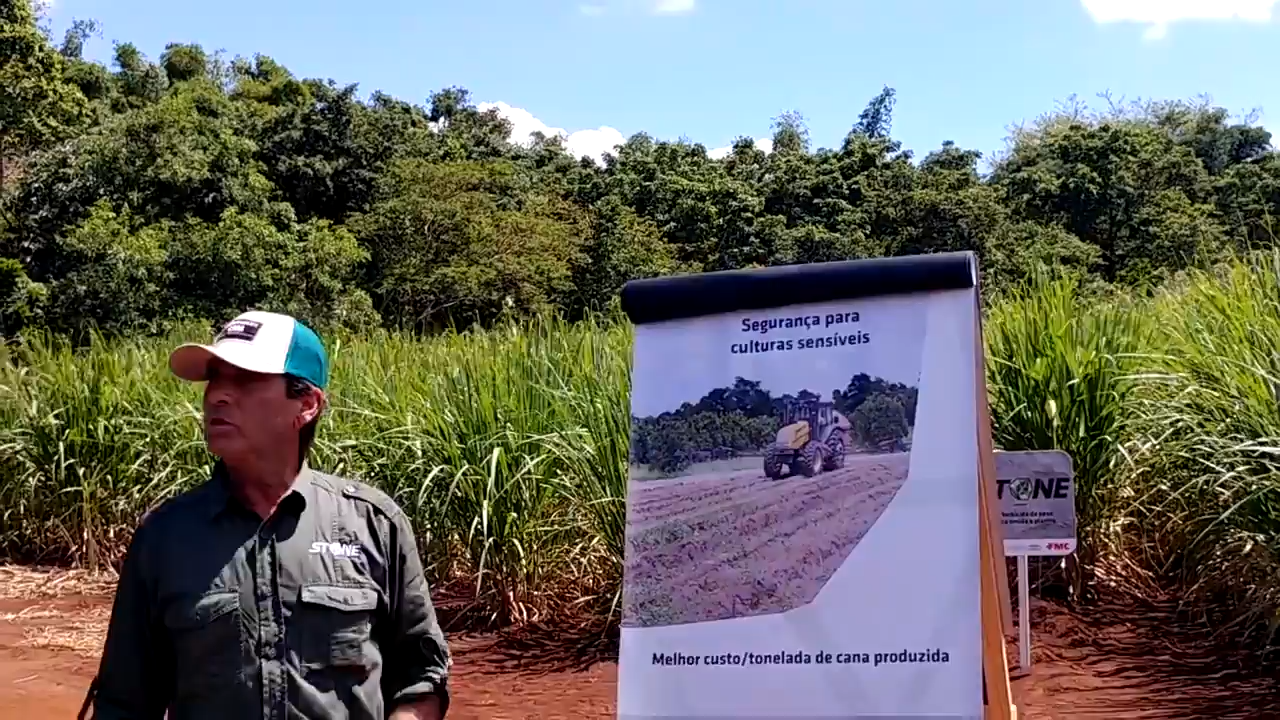 Segurança para
culturas sensíveis
Melhor custo/tonelada de cana produzida
STONE
TONE
FMC